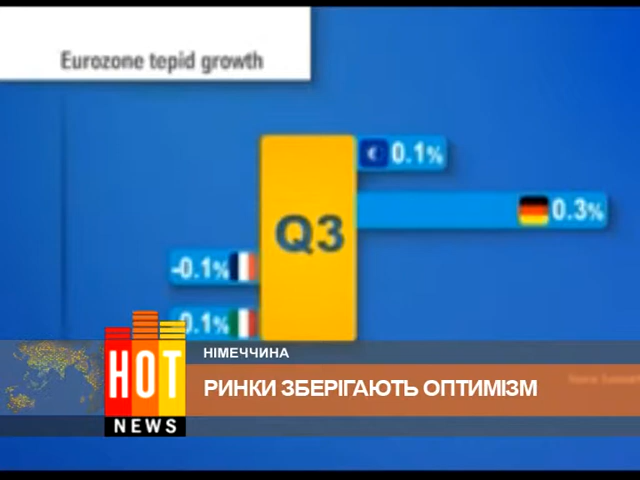 Eurozone tepid growth
0.1%
0.3%
Q3
-0.1%
0.1%
НІМЕЧЧИНА
HOT
РИНКИ ЗБЕРІГАЮТЬ ОПТИМІЗМ
NEWS